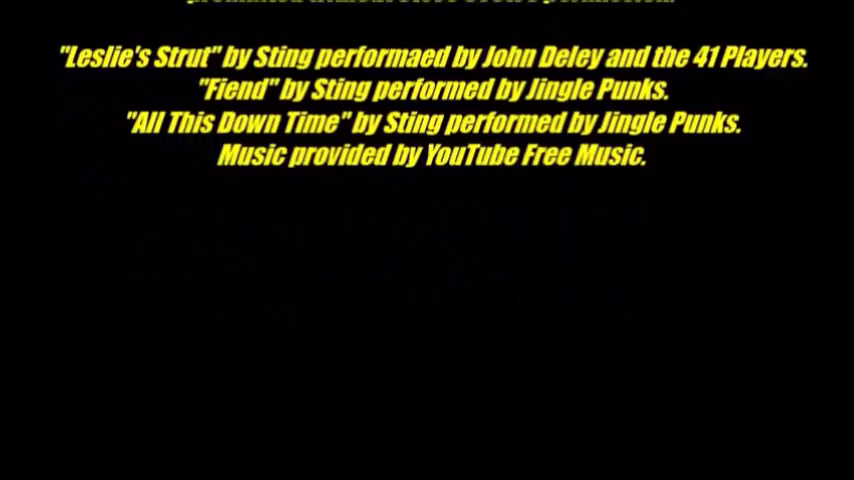 "Leslie's Strut" by Sting performaed by John Deley and the 41 Players.
"Fiend" by Sting performed by Jingle Punks.
"All This Down Time" by Sting performed by Jingle Punks.
Music provided by YouTube Free Music.